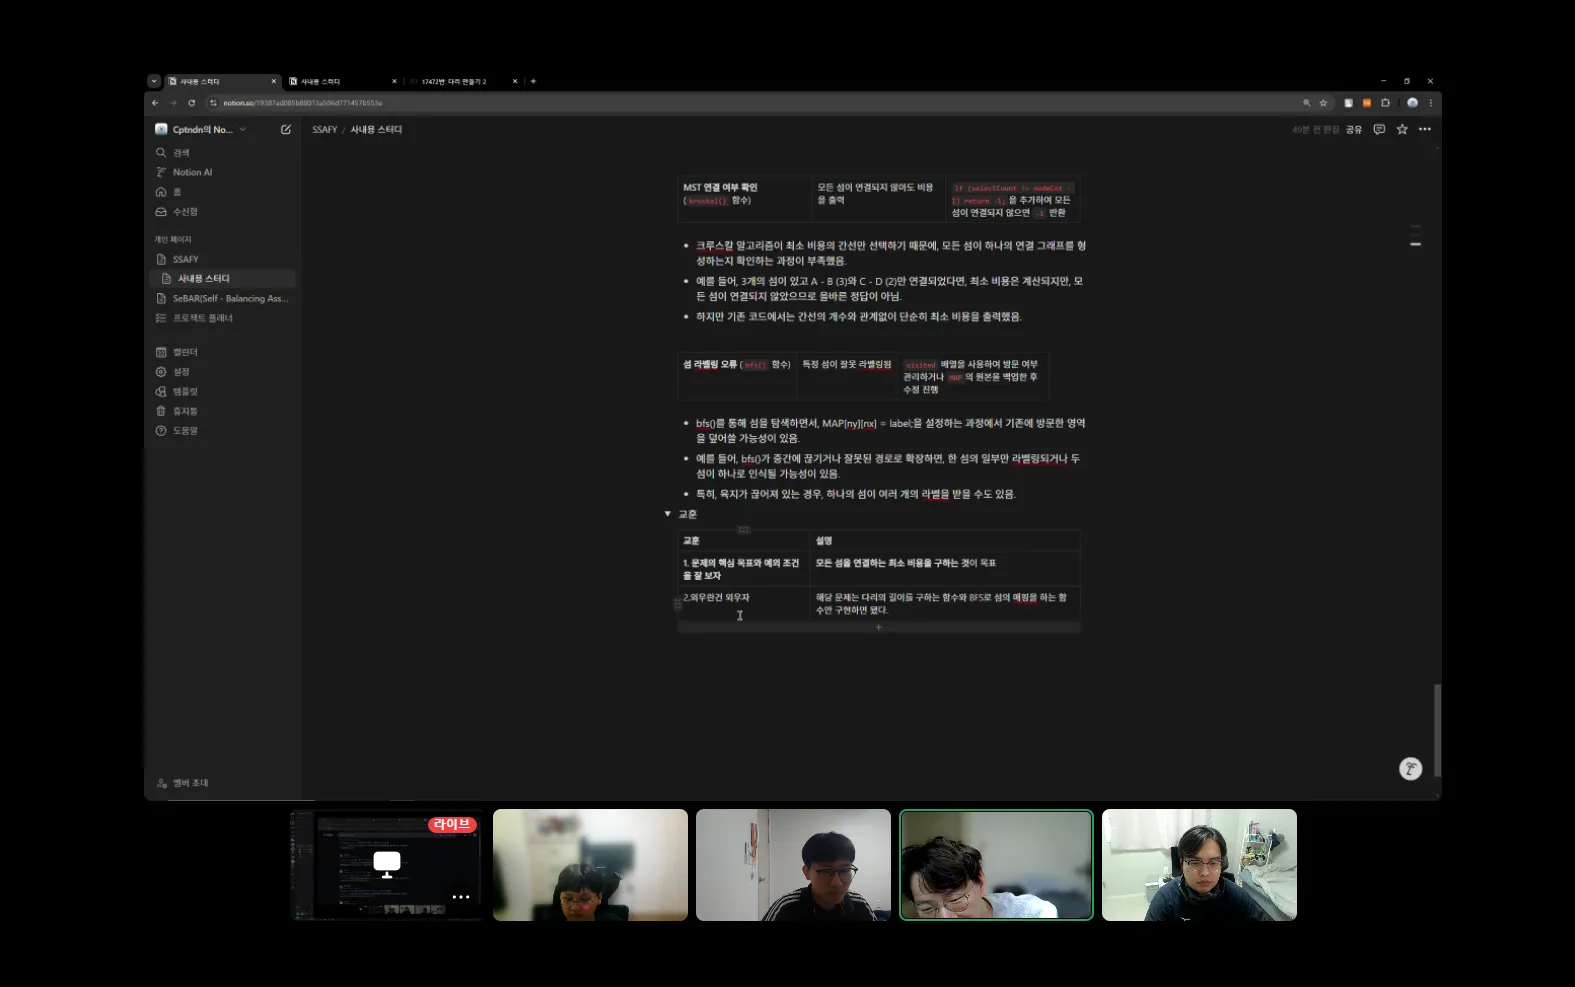 사내용 스터디
사내용 스터디
17472번: 다리 만들기 2
notion.so/19387ad085b80013a506d771457b553e
Cptndn의 No...
SSAFY / 사내용 스터디
49분 전 편집
공유
검색
Notion AI
홈
수신함
개인 페이지
SSAFY
사내용 스터디
SeBAR(Self - Balancing Ass...
프로젝트 플래너
캘린더
설정
템플릿
휴지통
도움말
멤버 초대
MST 연결 여부 확인
(kruskal() 함수)
모든 섬이 연결되지 않아도 비용
을 출력
if (selectCount != nodeCnt -
1) return -1; 을 추가하여 모든
섬이 연결되지 않으면 -1 반환
• 크루스칼 알고리즘이 최소 비용의 간선만 선택하기 때문에, 모든 섬이 하나의 연결 그래프를 형
성하는지 확인하는 과정이 부족했음.
• 예를 들어, 3개의 섬이 있고 A - B (3)와 C - D (2)만 연결되었다면, 최소 비용은 계산되지만, 모
든 섬이 연결되지 않았으므로 올바른 정답이 아님.
• 하지만 기존 코드에서는 간선의 개수와 관계없이 단순히 최소 비용을 출력했음.
섬 라벨링 오류 (bfs() 함수)
특정 섬이 잘못 라벨링됨
visited 배열을 사용하여 방문 여부
관리하거나 MAP 의 원본을 백업한 후
수정 진행
• bfs()를 통해 섬을 탐색하면서, MAP[ny][nx] = label;을 설정하는 과정에서 기존에 방문한 영역
을 덮어쓸 가능성이 있음.
• 예를 들어, bfs()가 중간에 끊기거나 잘못된 경로로 확장하면, 한 섬의 일부만 라벨링되거나 두
섬이 하나로 인식될 가능성이 있음.
• 특히, 육지가 끊어져 있는 경우, 하나의 섬이 여러 개의 라벨을 받을 수도 있음.
교훈
교훈
설명
1. 문제의 핵심 목표와 예외 조건
을 잘 보자
모든 섬을 연결하는 최소 비용을 구하는 것이 목표
2.외우란건 외우자
해당 문제는 다리의 길이를 구하는 함수와 BFS로 섬의 매핑을 하는 함
수만 구현하면 됐다.
라이브